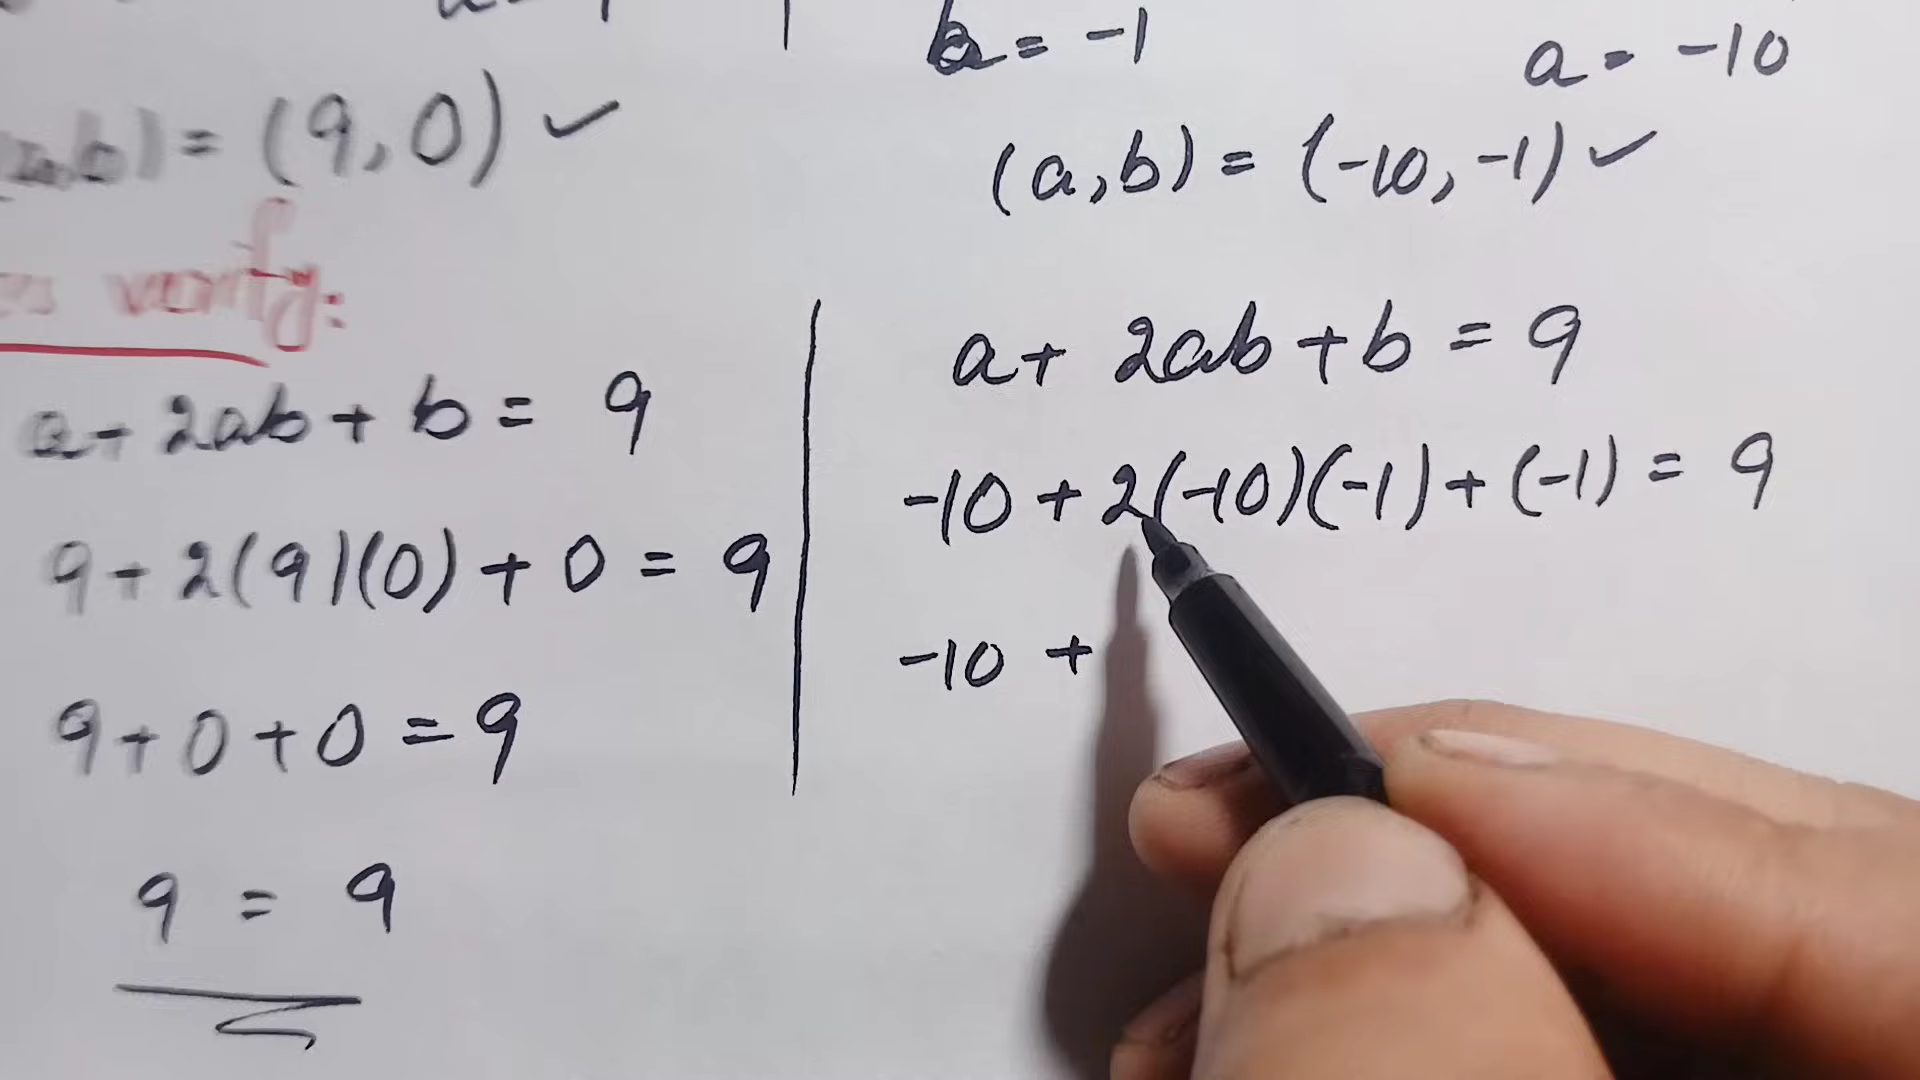 b = -1
a = -10
(a,b) = (9,0) ✓
(a,b) = (-10,-1) ✓
verify:
a + 2ab + b = 9
9 + 2(9)(0) + 0 = 9
9 + 0 + 0 = 9
9 = 9
a + 2ab + b = 9
-10 + 2(-10)(-1) + (-1) = 9
-10 +